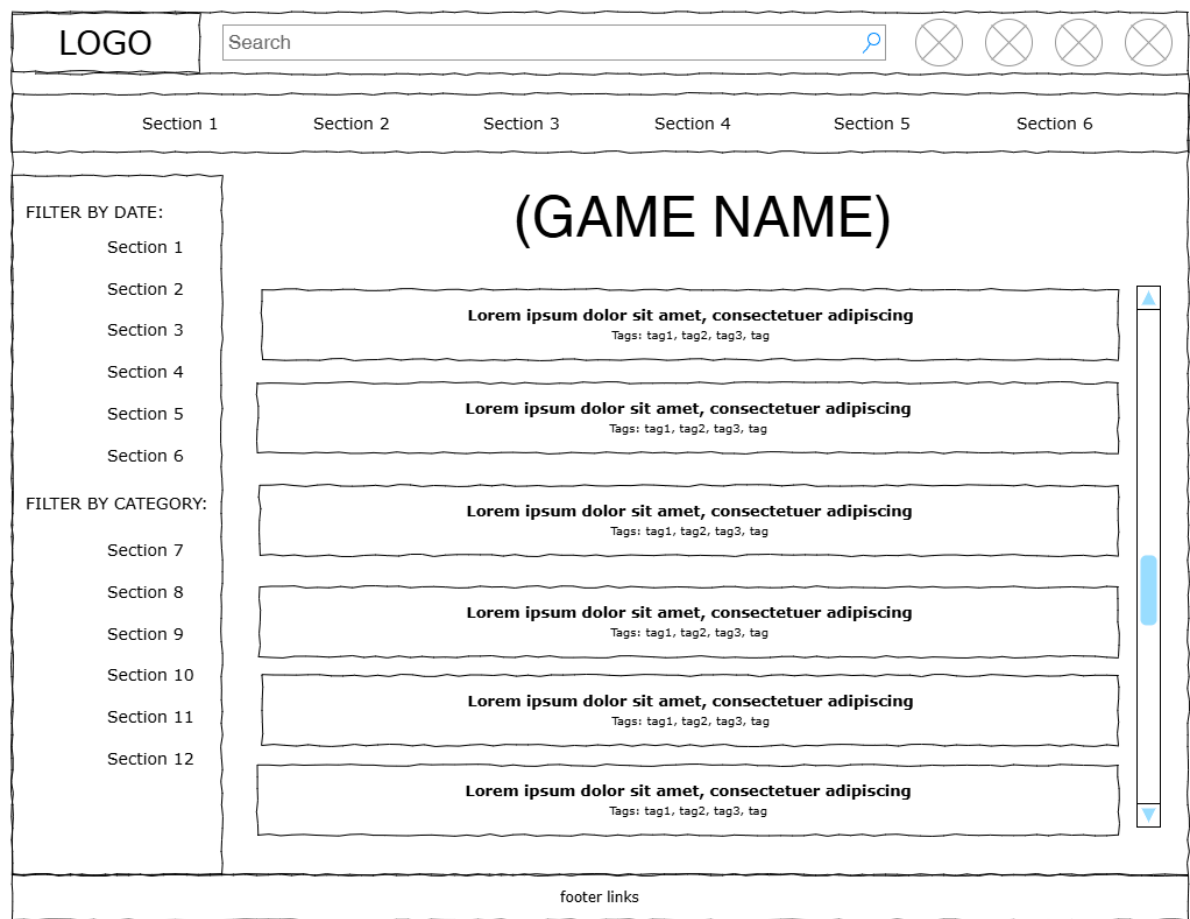 LOGO
Search
Section 1 Section 2 Section 3 Section 4 Section 5 Section 6
FILTER BY DATE:
Section 1
Section 2
Section 3
Section 4
Section 5
Section 6
FILTER BY CATEGORY:
Section 7
Section 8
Section 9
Section 10
Section 11
Section 12
(GAME NAME)
Lorem ipsum dolor sit amet, consectetuer adipiscing
Tags: tag1, tag2, tag3, tag
Lorem ipsum dolor sit amet, consectetuer adipiscing
Tags: tag1, tag2, tag3, tag
Lorem ipsum dolor sit amet, consectetuer adipiscing
Tags: tag1, tag2, tag3, tag
Lorem ipsum dolor sit amet, consectetuer adipiscing
Tags: tag1, tag2, tag3, tag
Lorem ipsum dolor sit amet, consectetuer adipiscing
Tags: tag1, tag2, tag3, tag
Lorem ipsum dolor sit amet, consectetuer adipiscing
Tags: tag1, tag2, tag3, tag
footer links